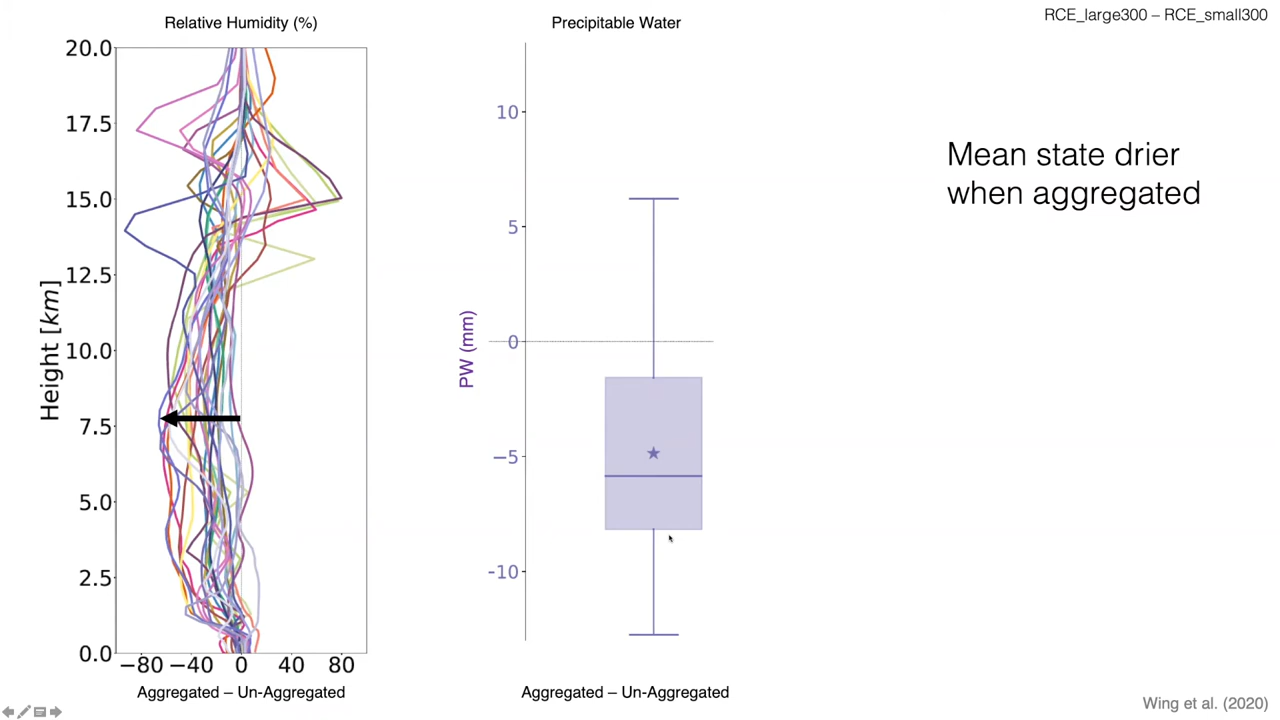 Relative Humidity (%)
Precipitable Water
RCE_large300 – RCE_small300
20.0
17.5
15.0
12.5
10.0
7.5
5.0
2.5
0.0
Height [km]
−80 −40 0 40 80
Aggregated – Un-Aggregated
10
5
0
−5
-10
PW (mm)
Aggregated – Un-Aggregated
Mean state drier
when aggregated
Wing et al. (2020)